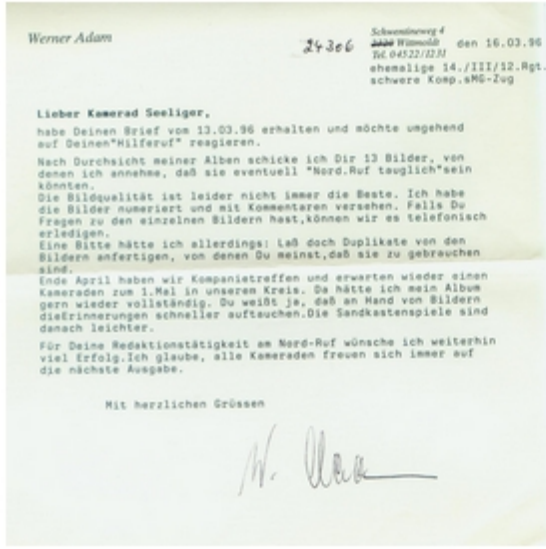 Werner Adam
Schwentineweg 4
24306 2320 Wittmoldt den 16.03.96
Tel. 04522/1231
ehemalige 14./III/12.Rgt.
schwere Komp.sMG-Zug
Lieber Kamerad Seeliger,
habe Deinen Brief vom 13.03.96 erhalten und möchte umgehend
auf Deinen"Hilferuf" reagieren.
Nach Durchsicht meiner Alben schicke ich Dir 13 Bilder, von
denen ich annehme, daß sie eventuell "Nord.Ruf tauglich"sein
könnten.
Die Bildqualität ist leider nicht immer die Beste. Ich habe
die Bilder numeriert und mit Kommentaren versehen. Falls Du
Fragen zu den einzelnen Bildern hast,können wir es telefonisch
erledigen.
Eine Bitte hätte ich allerdings: Laß doch Duplikate von den
Bildern anfertigen, von denen Du meinst,daß sie zu gebrauchen
sind.
Ende April haben wir Kompanietreffen und erwarten wieder einen
Kameraden zum 1.Mal in unserem Kreis. Da hätte ich mein Album
gern wieder vollständig. Du weißt je, daß an Hand von Bildern
dieErinnerungen schneller auftauchen.Die Sandkastenspiele sind
danach leichter.
Für Deine Redaktionstätigkeit am Nord-Ruf wünsche ich weiterhin
viel Erfolg.Ich glaube, alle Kameraden freuen sich immer auf
die nächste Ausgabe.
Mit herzlichen Grüssen
W.